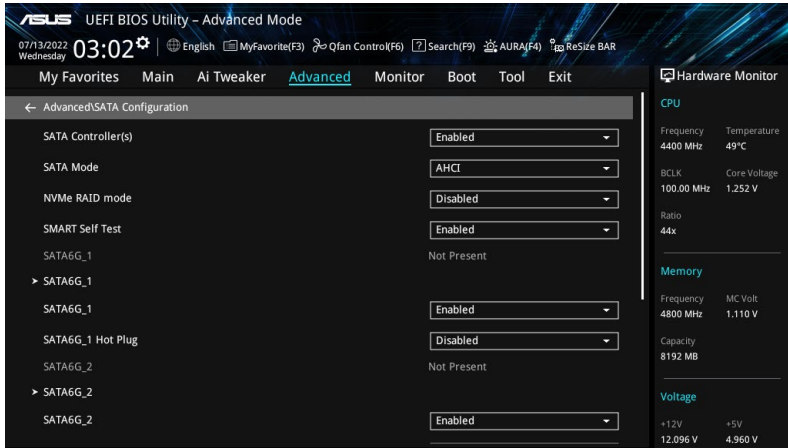 ASUS UEFI BIOS Utility – Advanced Mode
07/13/2022 Wednesday 03:02 English MyFavorite(F3) Qfan Control(F6) Search(F9) AURA(F4) ReSize BAR
My Favorites Main Ai Tweaker Advanced Monitor Boot Tool Exit
Hardware Monitor
← Advanced\SATA Configuration
SATA Controller(s) Enabled
SATA Mode AHCI
NVMe RAID mode Disabled
SMART Self Test Enabled
SATA6G_1 Not Present
> SATA6G_1
SATA6G_1 Enabled
SATA6G_1 Hot Plug Disabled
SATA6G_2 Not Present
> SATA6G_2
SATA6G_2 Enabled
CPU
Frequency Temperature
4400 MHz 49°C
BCLK Core Voltage
100.00 MHz 1.252 V
Ratio
44x
Memory
Frequency MC Volt
4800 MHz 1.110 V
Capacity
8192 MB
Voltage
+12V +5V
12.096 V 4.960 V